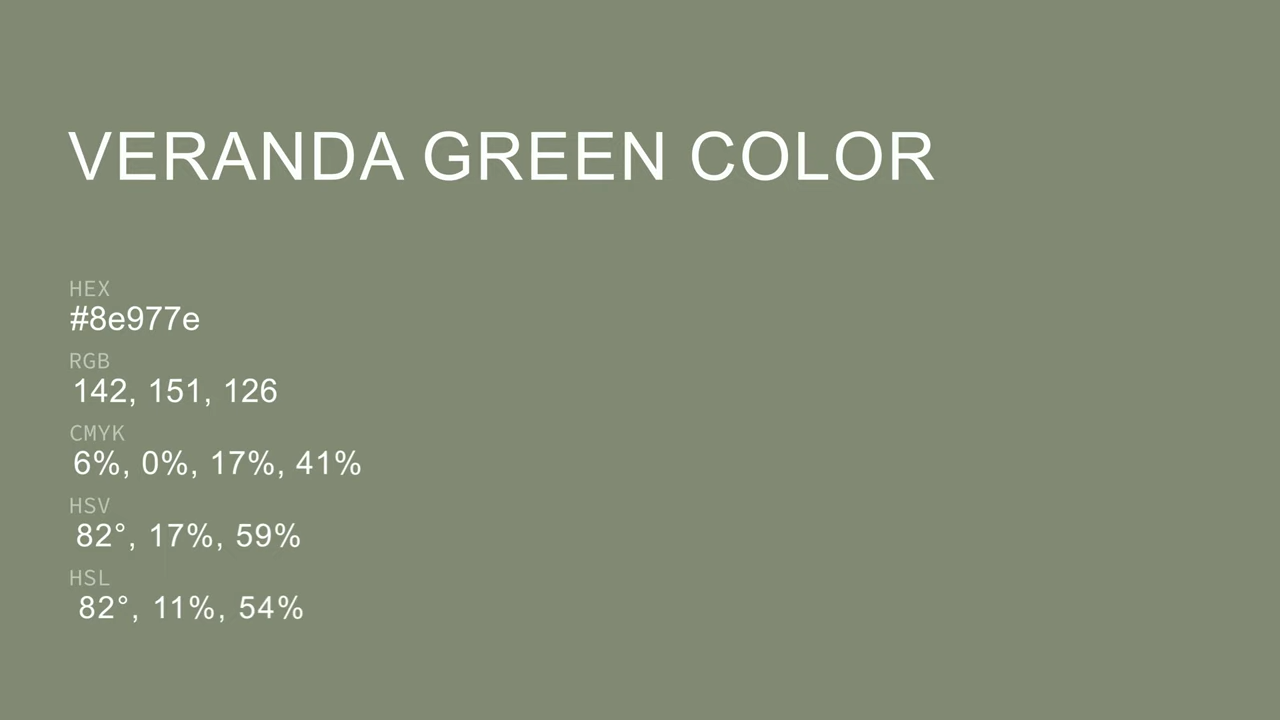 VERANDA GREEN COLOR
HEX
#8e977e
RGB
142, 151, 126
CMYK
6%, 0%, 17%, 41%
HSV
82°, 17%, 59%
HSL
82°, 11%, 54%